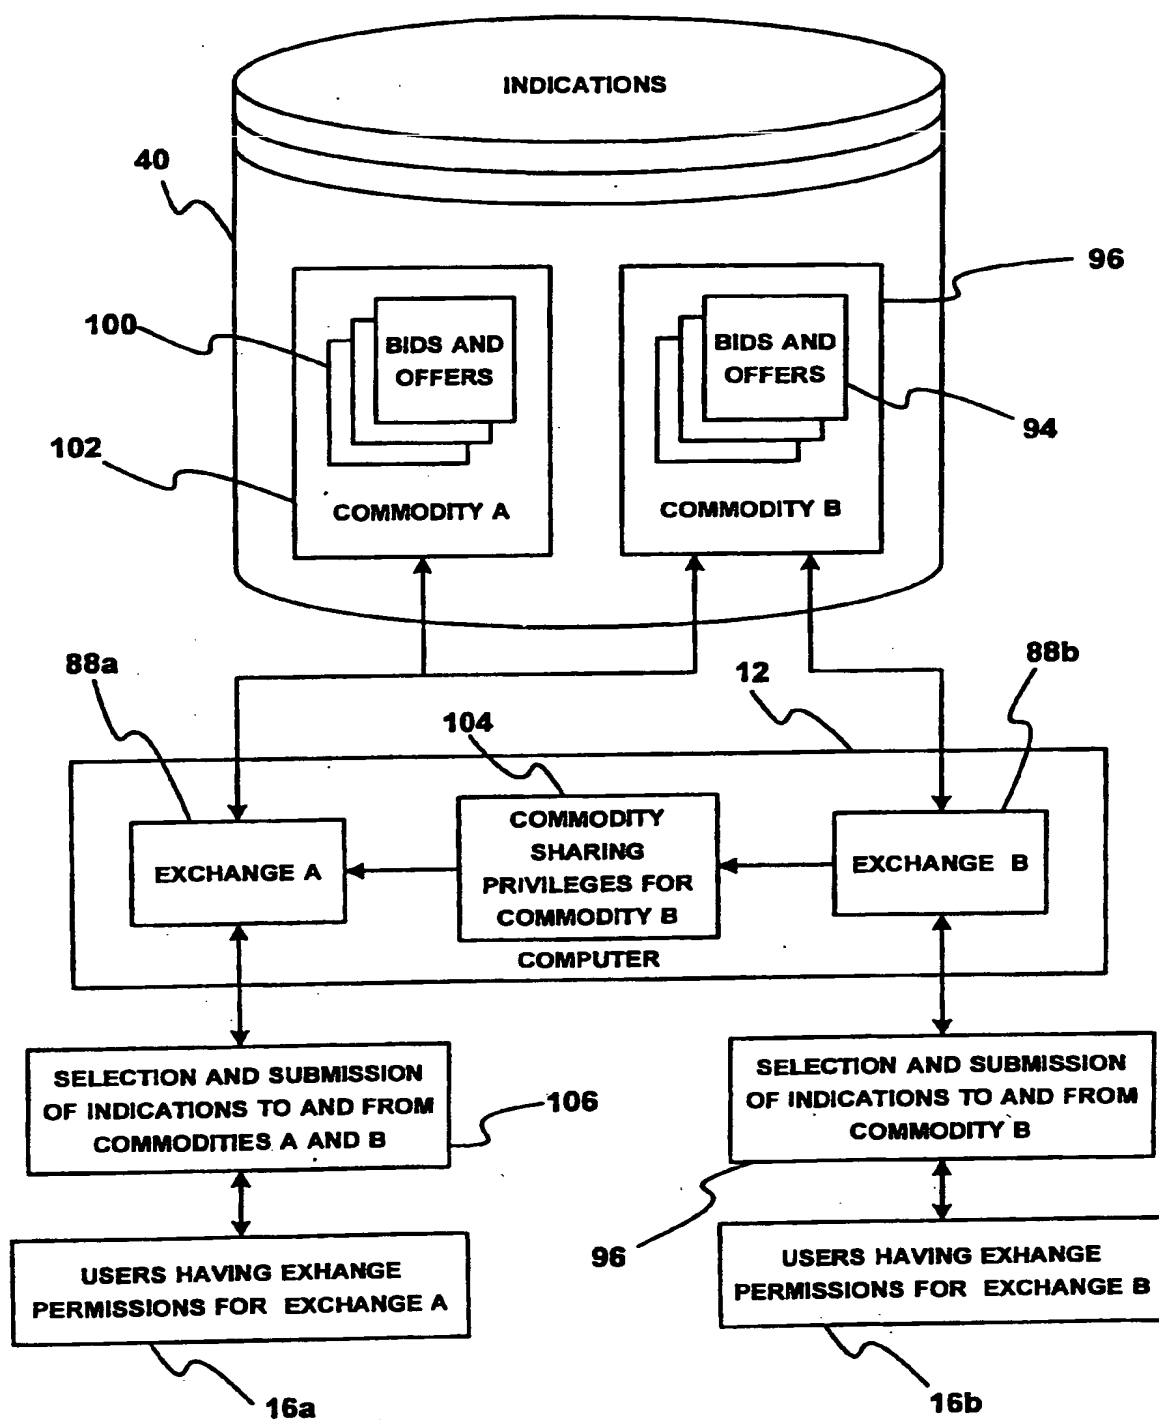 INDICATIONS
40
96
100
BIDS AND
OFFERS
BIDS AND
OFFERS
94
102
COMMODITY A
COMMODITY B
88a
12
88b
104
COMMODITY
SHARING
PRIVILEGES FOR
COMMODITY B
EXCHANGE A
EXCHANGE B
COMPUTER
SELECTION AND SUBMISSION
OF INDICATIONS TO AND FROM
COMMODITIES A AND B
106
SELECTION AND SUBMISSION
OF INDICATIONS TO AND FROM
COMMODITY B
96
USERS HAVING EXHANGE
PERMISSIONS FOR EXCHANGE A
USERS HAVING EXHANGE
PERMISSIONS FOR EXCHANGE B
16a
16b